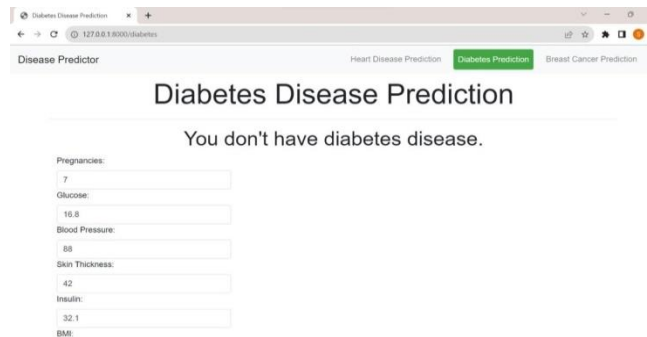 Diabetes Disease Prediction
127.0.0.1:8000/diabetes
Disease Predictor Heart Disease Prediction Diabetes Prediction Breast Cancer Prediction
Diabetes Disease Prediction
You don't have diabetes disease.
Pregnancies:
7
Glucose:
16.8
Blood Pressure:
88
Skin Thickness:
42
Insulin:
32.1
BMI: